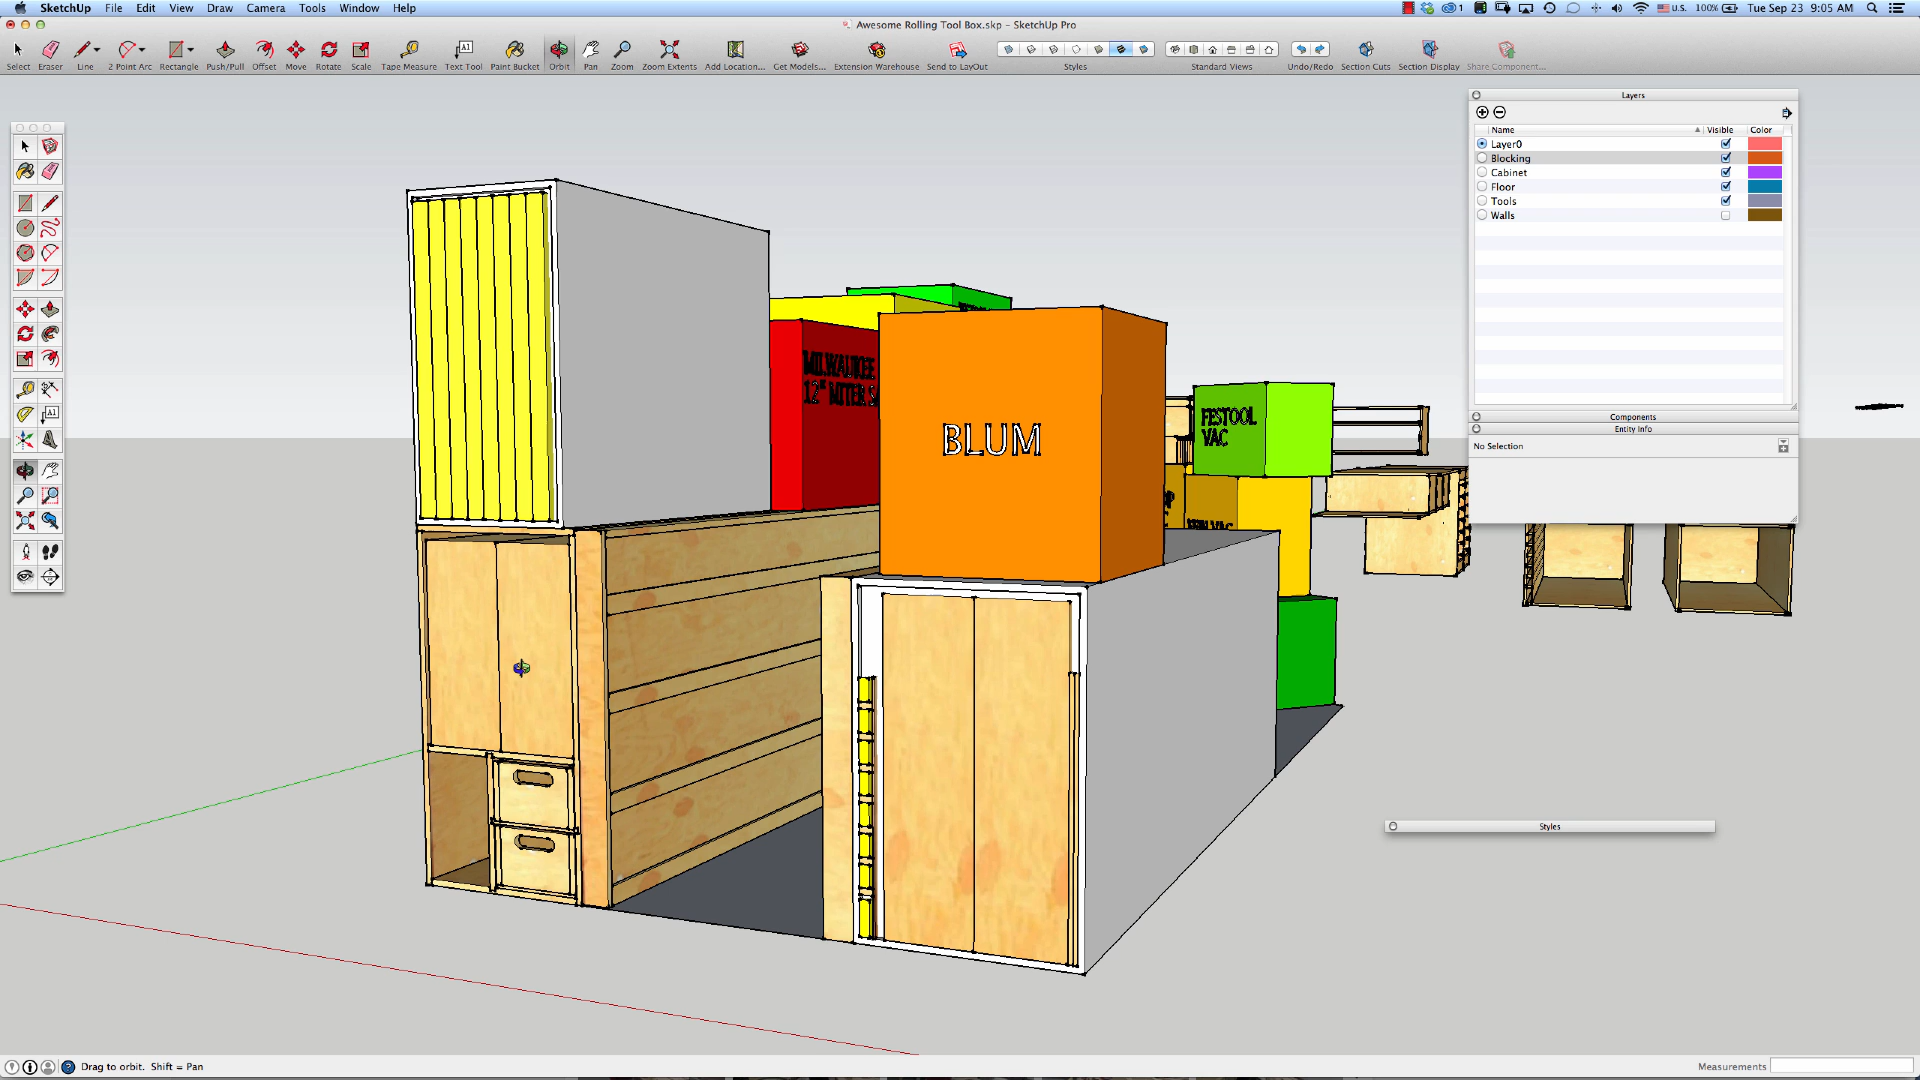 SketchUp File Edit View Draw Camera Tools Window Help
1 U.S. 100% Tue Sep 23 9:05 AM
Awesome Rolling Tool Box.skp - SketchUp Pro
Select Eraser Line 2 Point Arc Rectangle Push/Pull Offset Move Rotate Scale Tape Measure Text Tool Paint Bucket Orbit Pan Zoom Zoom Extents Add Location... Get Models... Extension Warehouse Send to LayOut Styles Standard Views Undo/Redo Section Cuts Section Display Share Component...
Layers
Name Visible Color
Layer0
Blocking
Cabinet
Floor
Tools
Walls
Components
Entity Info
No Selection
MILWAUKEE
12" MITER
BLUM
FESTOOL
VAC
VAC
Styles
Drag to orbit. Shift = Pan
Measurements